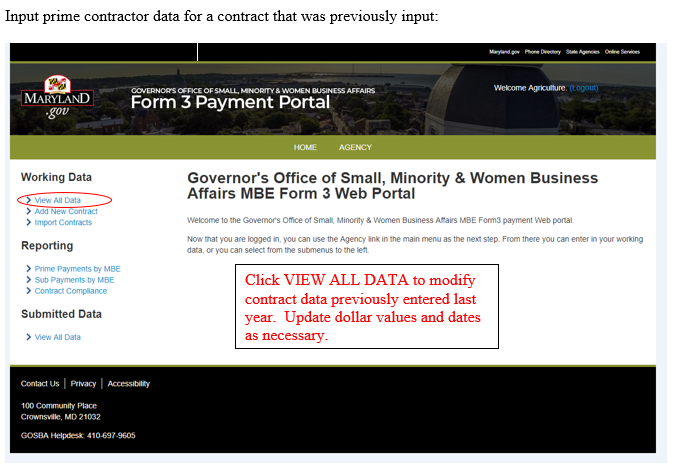 Input prime contractor data for a contract that was previously input:
Maryland.gov Phone Directory State Agencies Online Services
MARYLAND
.gov
GOVERNOR'S OFFICE OF SMALL, MINORITY & WOMEN BUSINESS AFFAIRS
Form 3 Payment Portal
Welcome Agriculture. (Logout)
HOME AGENCY
Working Data
View All Data
Add New Contract
Import Contracts
Reporting
Prime Payments by MBE
Sub Payments by MBE
Contract Compliance
Submitted Data
View All Data
Governor's Office of Small, Minority & Women Business
Affairs MBE Form 3 Web Portal
Welcome to the Governor's Office of Small, Minority & Women Business Affairs MBE Form3 payment Web portal.
Now that you are logged in, you can use the Agency link in the main menu as the next step. From there you can enter in your working
data, or you can select from the submenus to the left.
Click VIEW ALL DATA to modify
contract data previously entered last
year. Update dollar values and dates
as necessary.
Contact Us | Privacy | Accessibility
100 Community Place
Crownsville, MD 21032
GOSBA Helpdesk: 410-697-9605